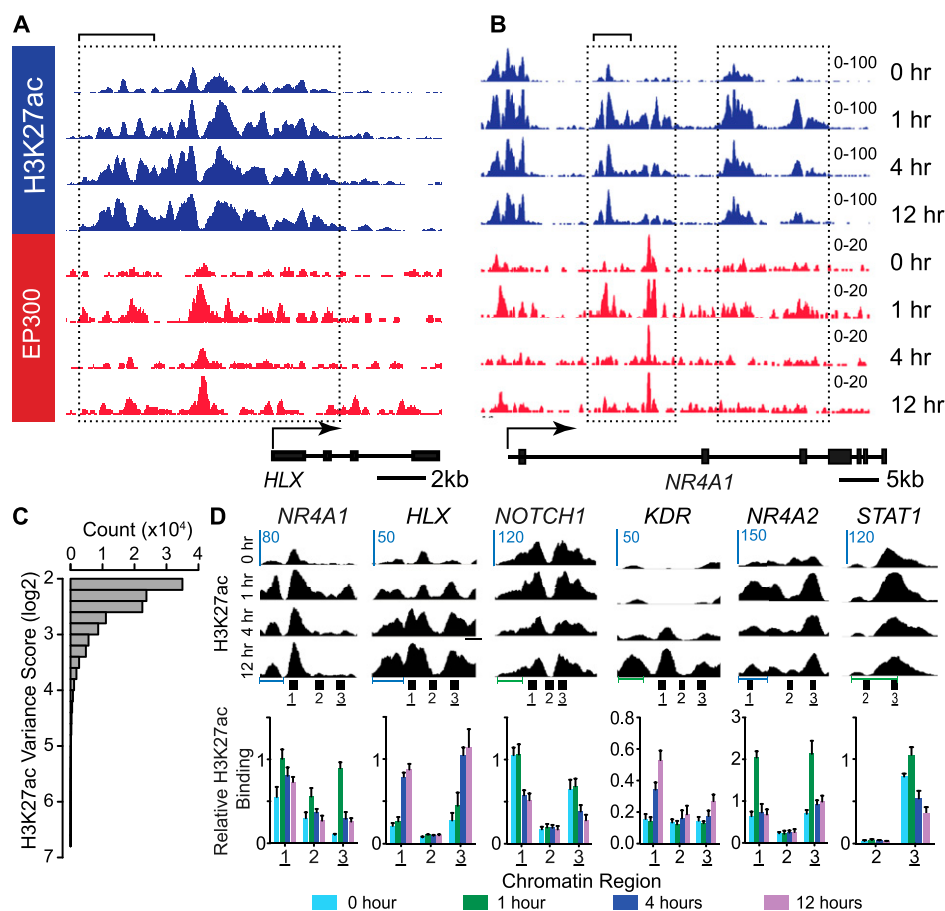 A
B
H3K27ac
EP300
0-100
0 hr
0-100
1 hr
0-100
4 hr
0-100
12 hr
0-20
0 hr
0-20
1 hr
0-20
4 hr
0-20
12 hr
HLX
2kb
NR4A1
5kb
C
Count (x10⁴)
0 1 2 3 4
H3K27ac Variance Score (log2)
2
3
4
5
6
7
D
NR4A1 HLX NOTCH1 KDR NR4A2 STAT1
80 50 120 50 150 120
H3K27ac
0 hr
1 hr
4 hr
12 hr
1 2 3 1 2 3 1 2 3 1 2 3 1 2 3 2 3
Relative H3K27ac
Binding
1
0
1
0
1
0
0.8
0.6
0.4
0.2
0
3
2
1
0
1
0
1 2 3 1 2 3 1 2 3 1 2 3 1 2 3 2 3
Chromatin Region
0 hour 1 hour 4 hours 12 hours